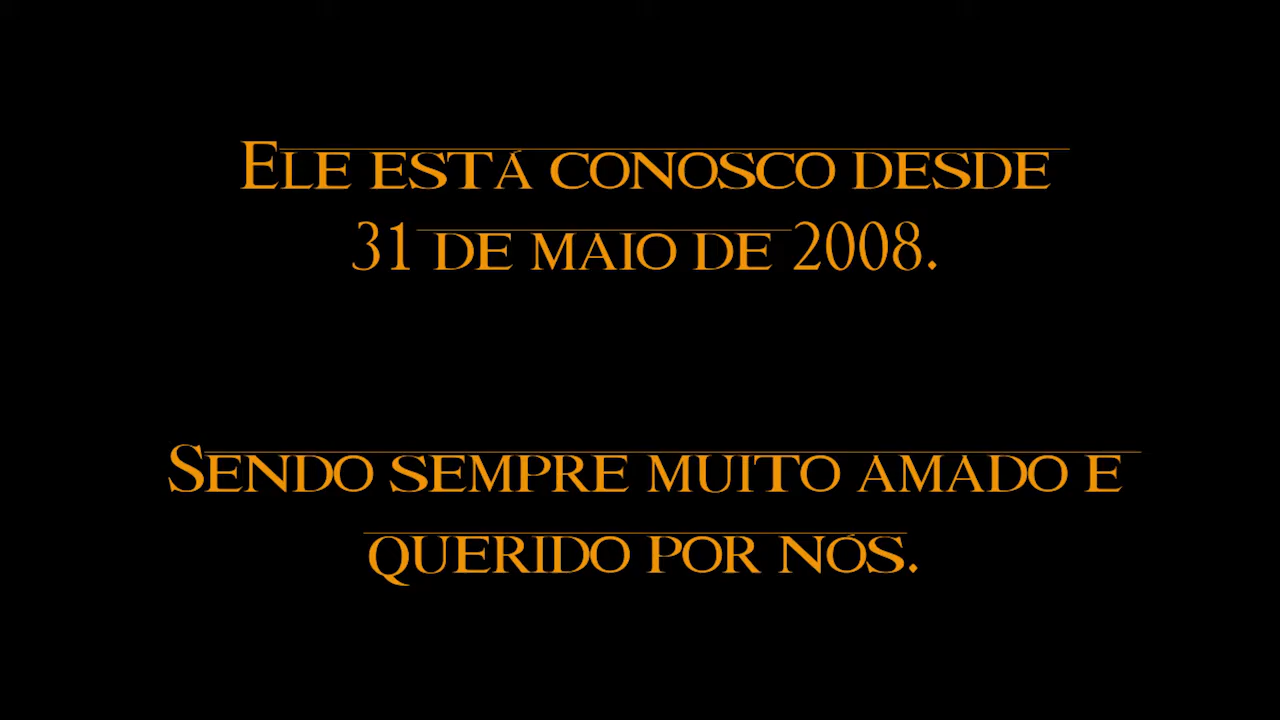 Ele está conosco desde
31 de maio de 2008.
Sendo sempre muito amado e
querido por nós.